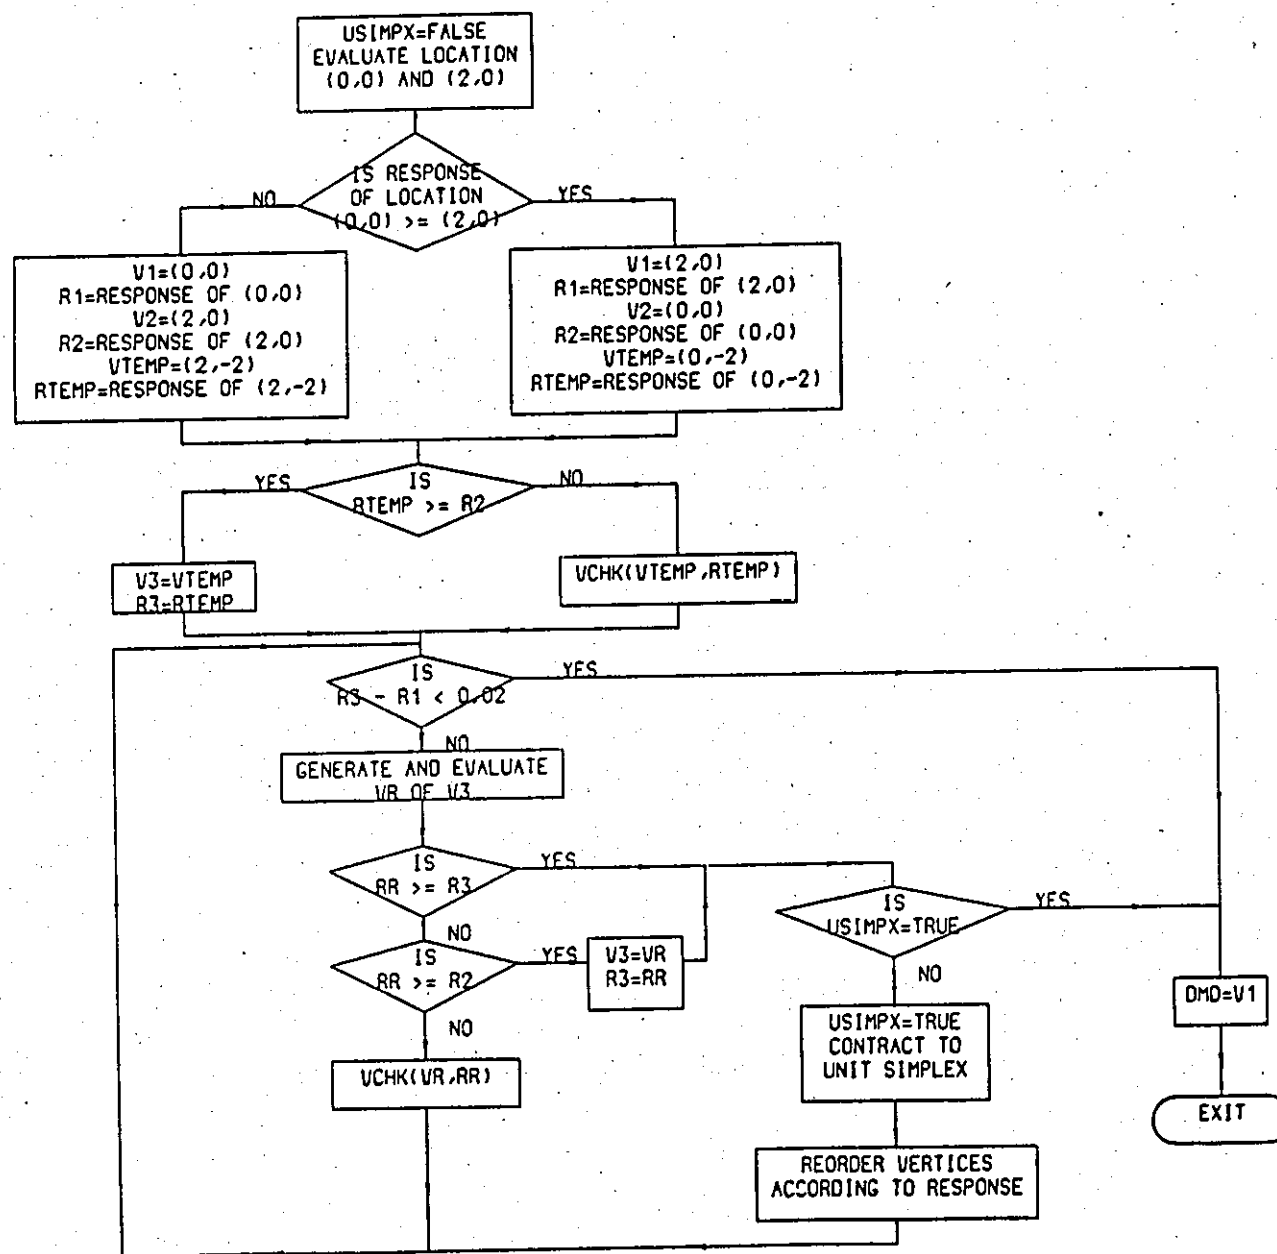 USIMPX=FALSE
EVALUATE LOCATION
(0,0) AND (2,0)
IS RESPONSE
OF LOCATION
(0,0) >= (2,0)
NO
YES
V1=(0,0)
R1=RESPONSE OF (0,0)
V2=(2,0)
R2=RESPONSE OF (2,0)
VTEMP=(2,-2)
RTEMP=RESPONSE OF (2,-2)
V1=(2,0)
R1=RESPONSE OF (2,0)
V2=(0,0)
R2=RESPONSE OF (0,0)
VTEMP=(0,-2)
RTEMP=RESPONSE OF (0,-2)
YES
IS
RTEMP >= R2
NO
V3=VTEMP
R3=RTEMP
VCHK(VTEMP,RTEMP)
IS
R3 - R1 < 0.02
YES
NO
GENERATE AND EVALUATE
VR OF V3
IS
RR >= R3
YES
NO
IS
RR >= R2
YES
V3=VR
R3=RR
NO
VCHK(VR,RR)
IS
USIMPX=TRUE
YES
NO
USIMPX=TRUE
CONTRACT TO
UNIT SIMPLEX
REORDER VERTICES
ACCORDING TO RESPONSE
DMD=V1
EXIT